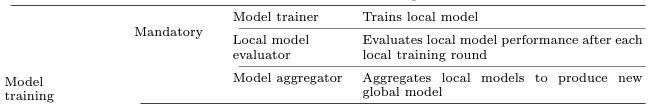 Model trainer Trains local model
Mandatory
Local model Evaluates local model performance after each
evaluator local training round
Model aggregator Aggregates local models to produce new
Model
global model
training